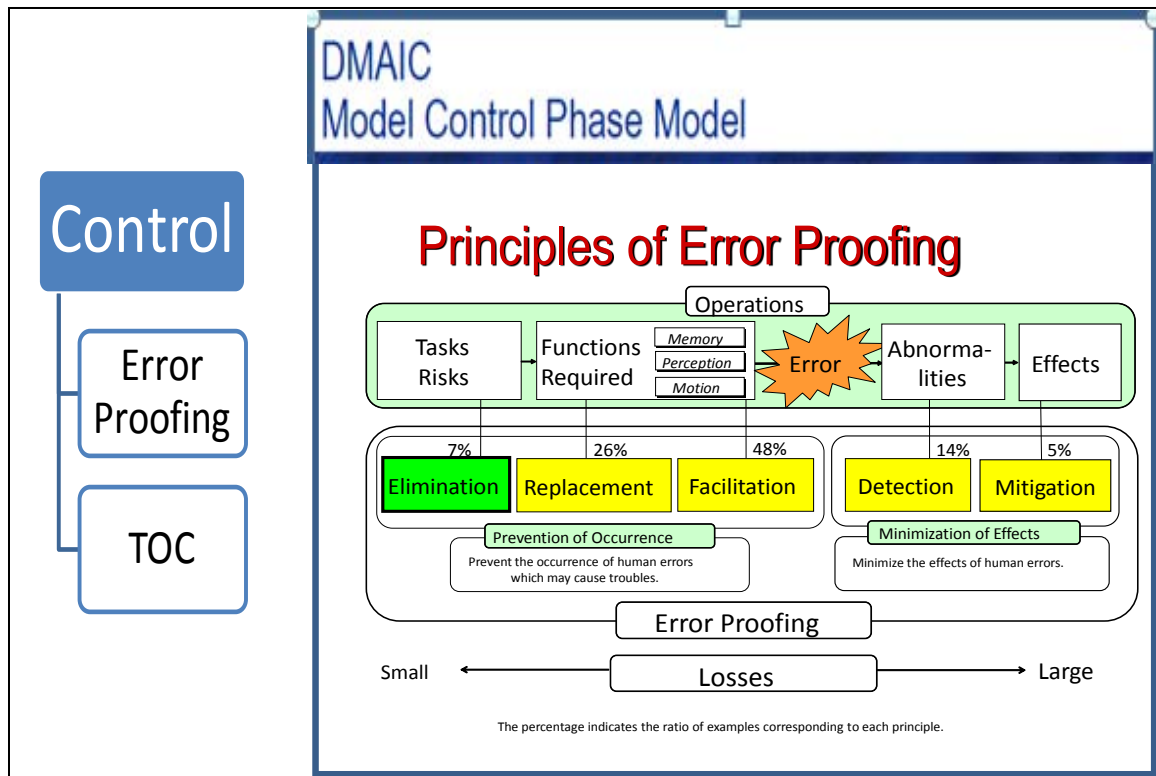 DMAIC
Model Control Phase Model
Control
Error
Proofing
TOC
Principles of Error Proofing
Operations
Tasks
Risks
Functions
Required
Memory
Perception
Motion
Error
Abnorma-
lities
Effects
7%
26%
48%
14%
5%
Elimination
Replacement
Facilitation
Detection
Mitigation
Prevention of Occurrence
Prevent the occurrence of human errors
which may cause troubles.
Minimization of Effects
Minimize the effects of human errors.
Error Proofing
Small
Losses
Large
The percentage indicates the ratio of examples corresponding to each principle.